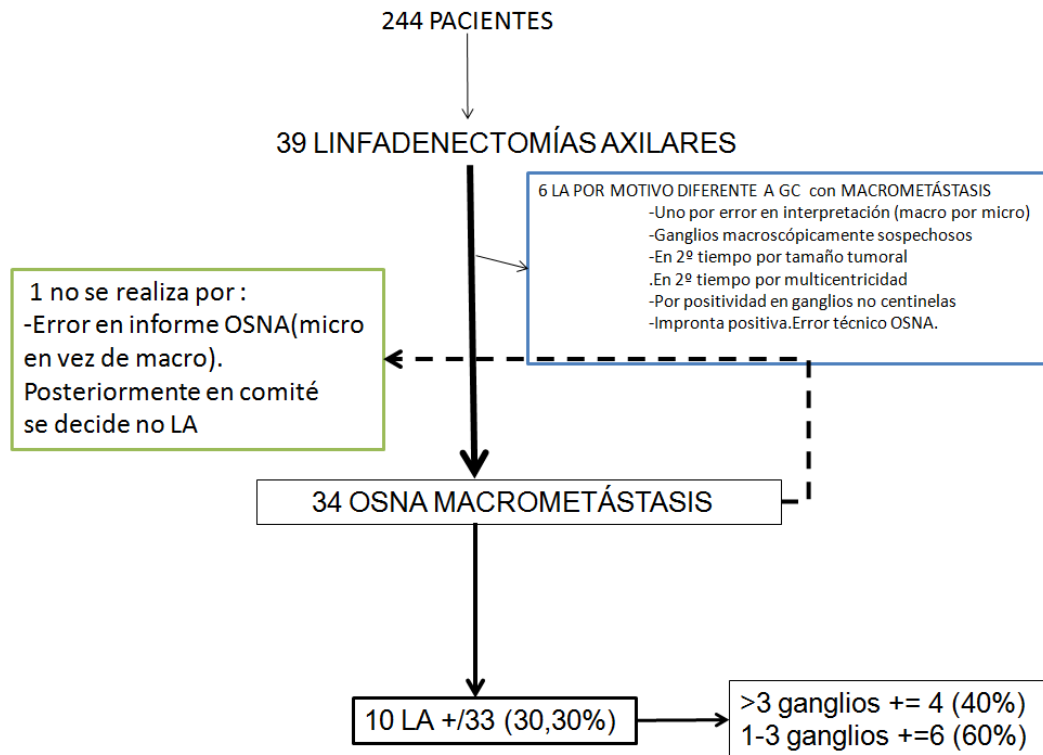 244 PACIENTES
39 LINFADENECTOMÍAS AXILARES
6 LA POR MOTIVO DIFERENTE A GC con MACROMETÁSTASIS
-Uno por error en interpretación (macro por micro)
-Ganglios macroscópicamente sospechosos
-En 2º tiempo por tamaño tumoral
.En 2º tiempo por multicentricidad
-Por positividad en ganglios no centinelas
-Impronta positiva.Error técnico OSNA.
1 no se realiza por :
-Error en informe OSNA(micro
en vez de macro).
Posteriormente en comité
se decide no LA
34 OSNA MACROMETÁSTASIS
10 LA +/33 (30,30%)
>3 ganglios += 4 (40%)
1-3 ganglios +=6 (60%)